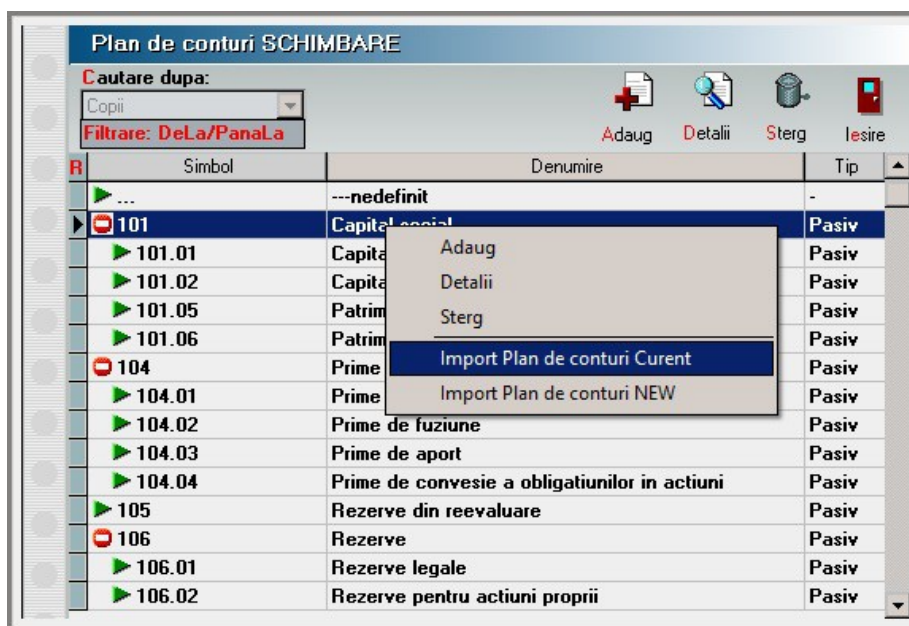 Plan de conturi SCHIMBARE
Cautare dupa:
Copii
Filtrare: DeLa/PanaLa
Adaug Detalii Sterg Iesire
R Simbol Denumire Tip
... ---nedefinit -
101 Capital social Pasiv
101.01 Capita Pasiv
101.02 Capita Pasiv
101.05 Patrim Pasiv
101.06 Patrim Pasiv
104 Prime Pasiv
104.01 Prime Pasiv
104.02 Prime de fuziune Pasiv
104.03 Prime de aport Pasiv
104.04 Prime de convesie a obligatiunilor in actiuni Pasiv
105 Rezerve din reevaluare Pasiv
106 Rezerve Pasiv
106.01 Rezerve legale Pasiv
106.02 Rezerve pentru actiuni proprii Pasiv
Adaug
Detalii
Sterg
Import Plan de conturi Curent
Import Plan de conturi NEW